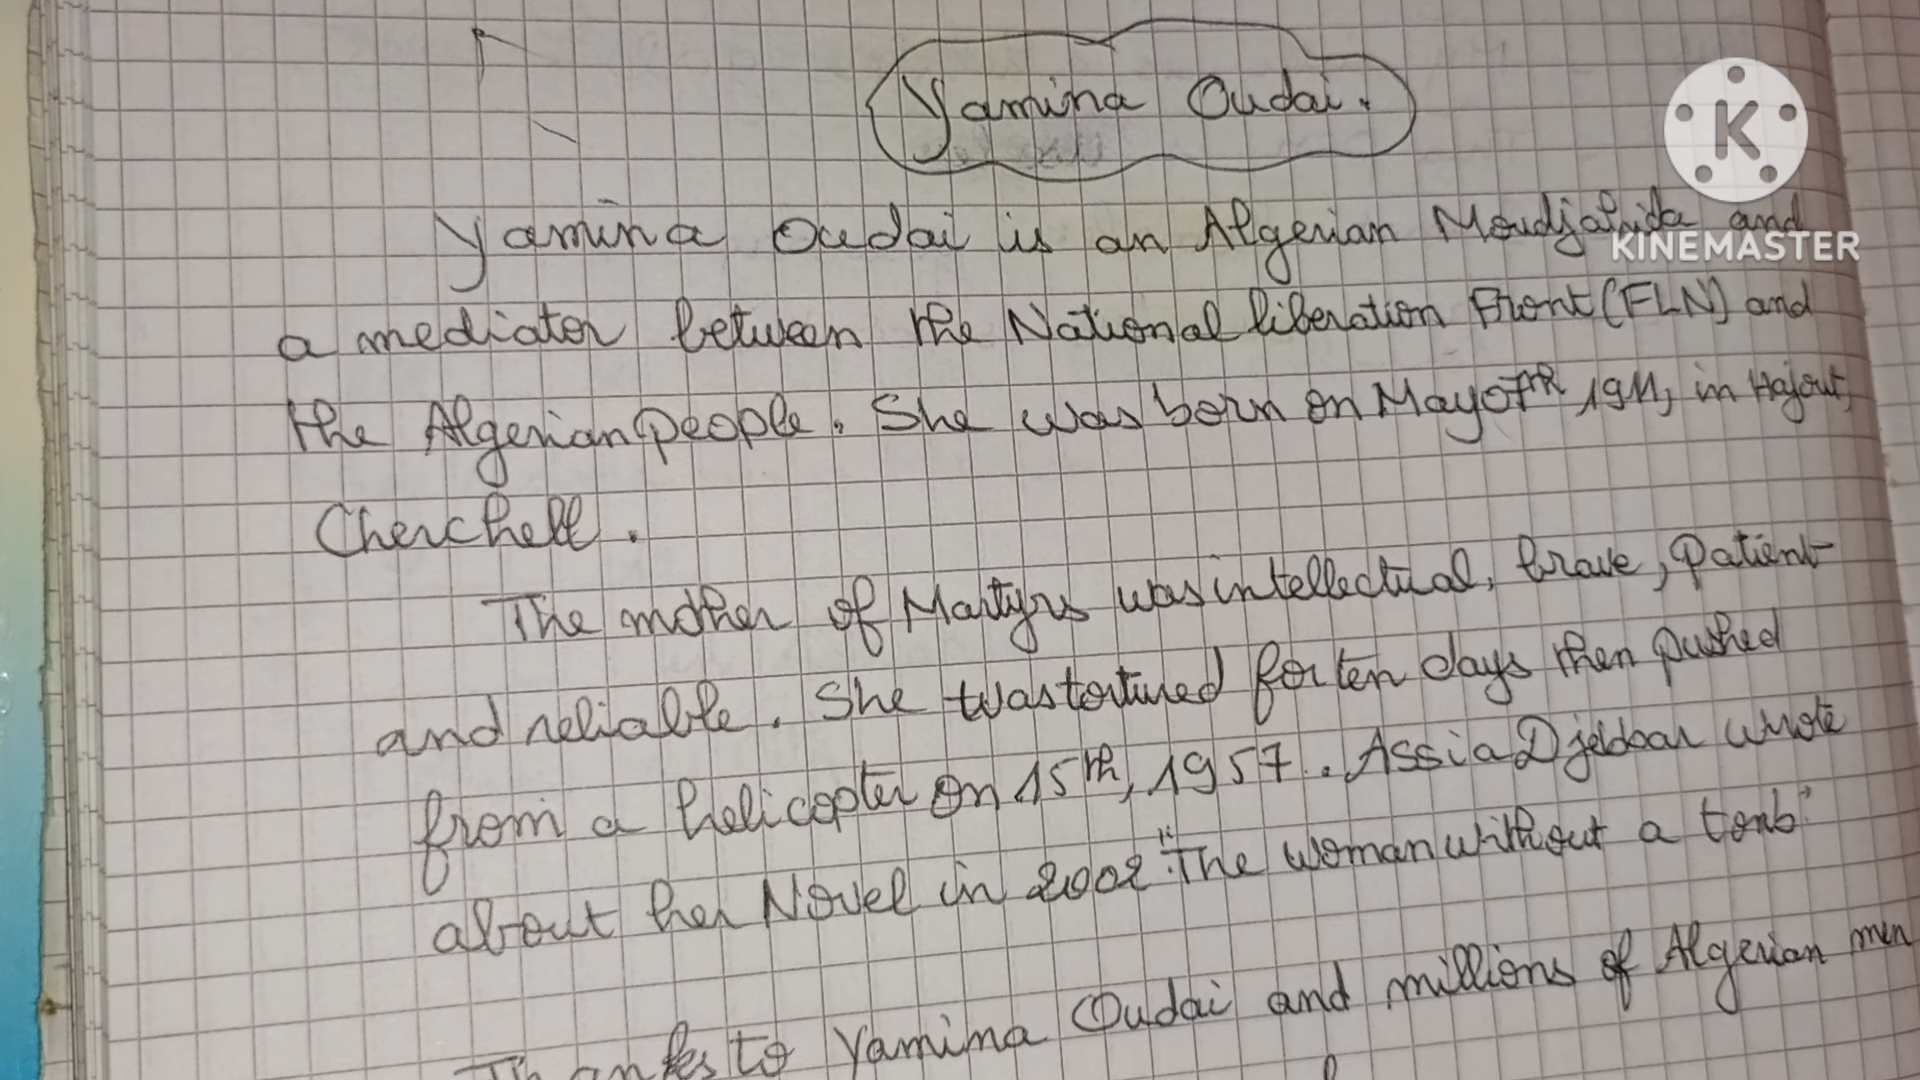 Yamina Oudai.
K
KINEMASTER
Yamina Oudai is an Algerian Moudjahida and
a mediator between the National liberation Front (FLN) and
the Algerian people. She was born on May 07th 1911, in Hajout,
Cherchell.
The mother of Martyrs was intellectual, brave, patient
and reliable. She was tortured for ten days then pushed
from a helicopter on 15th, 1957. Assia Djebbar wrote
about her Novel in 2002 "The woman without a tomb"
Thanks to Yamina Oudai and millions of Algerian men